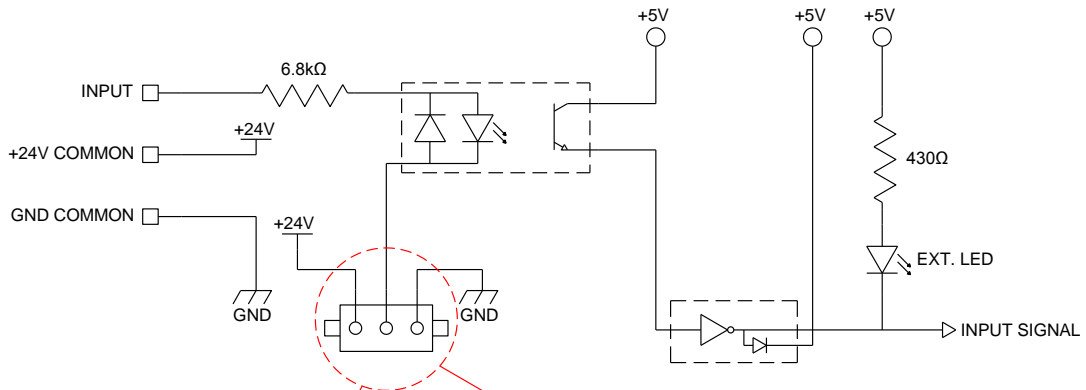 +5V
+5V
+5V
6.8kΩ
INPUT
+24V
+24V COMMON
430Ω
GND COMMON
+24V
EXT. LED
GND
GND
INPUT SIGNAL